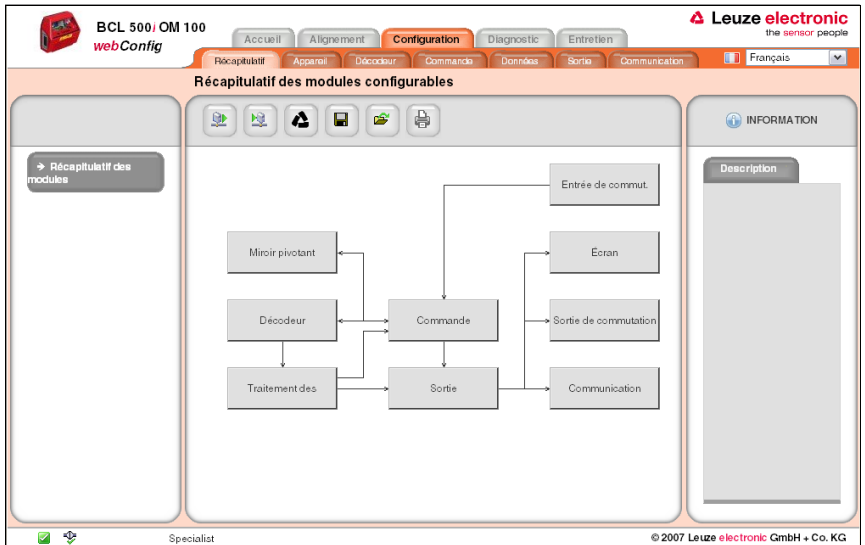 BCL 500i OM 100
webConfig
Accueil
Alignement
Configuration
Diagnostic
Entretien
Leuze electronic
the sensor people
Récapitulatif
Appareil
Décodeur
Commande
Données
Sortie
Communication
Français
Récapitulatif des modules configurables
INFORMATION
Récapitulatif des
modules
Description
Entrée de commut.
Miroir pivotant
Écran
Décodeur
Commande
Sortie de commutation
Traitement des
Sortie
Communication
Specialist
© 2007 Leuze electronic GmbH + Co. KG